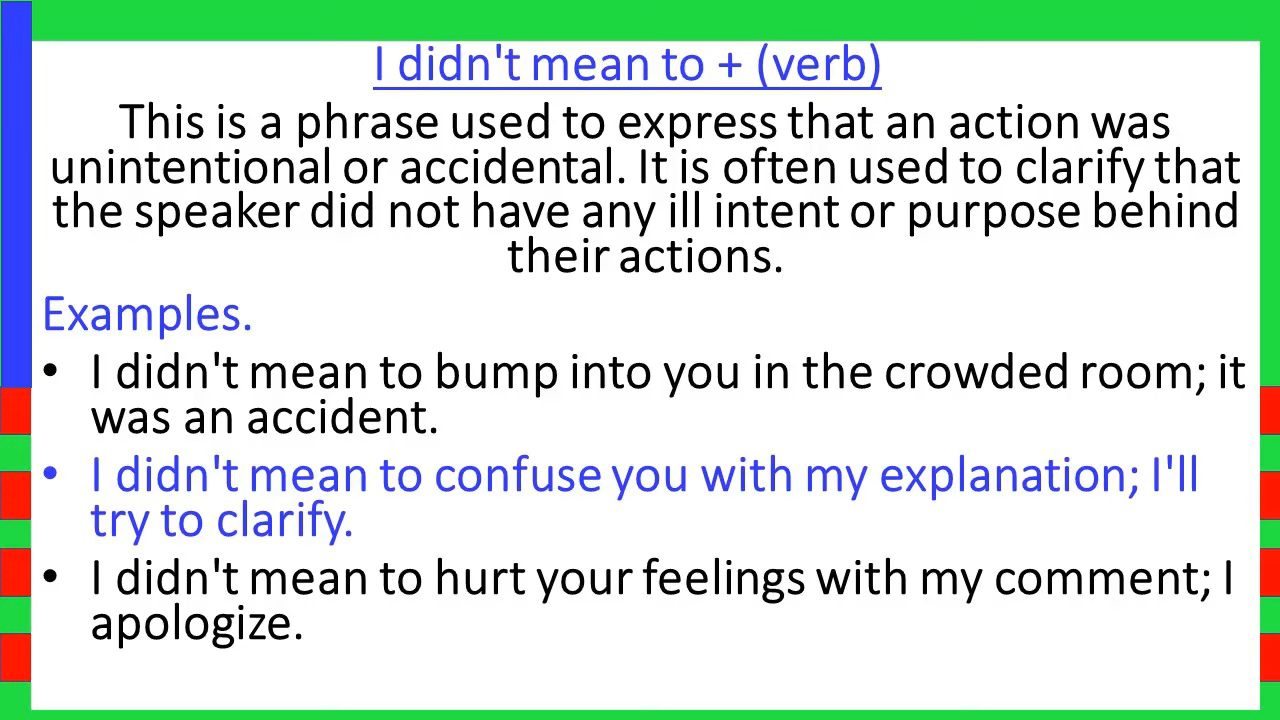 I didn't mean to + (verb)
This is a phrase used to express that an action was
unintentional or accidental. It is often used to clarify that
the speaker did not have any ill intent or purpose behind
their actions.
Examples.
• I didn't mean to bump into you in the crowded room; it
was an accident.
• I didn't mean to confuse you with my explanation; I'll
try to clarify.
• I didn't mean to hurt your feelings with my comment; I
apologize.